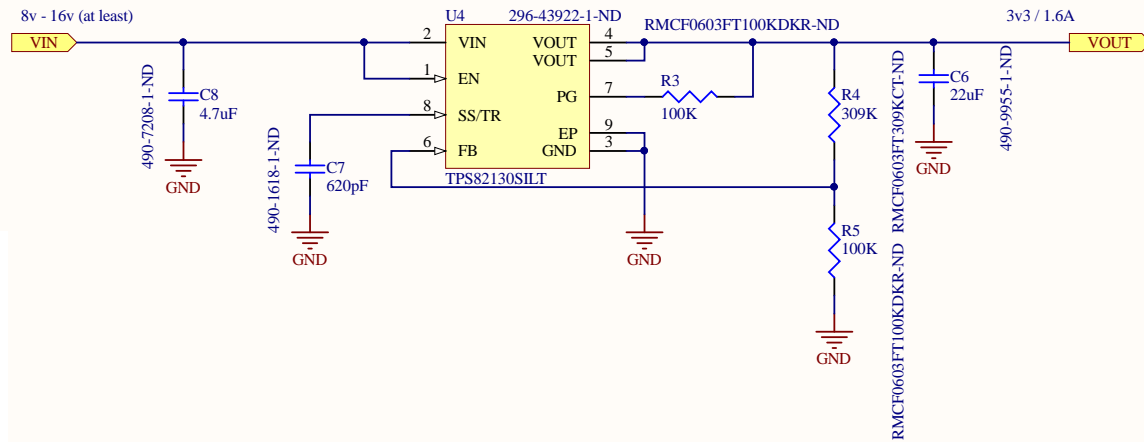 8v - 16v (at least)
U4
296-43922-1-ND
RMCF0603FT100KDKR-ND
3v3 / 1.6A
VIN
2
VIN
VOUT
4
VOUT
VOUT
5
1
EN
R3
PG
7
100K
490-7208-1-ND
C8
4.7uF
8
SS/TR
R4
309K
RMCF0603FT309KCT-ND
C6
22uF
490-9955-1-ND
EP
9
6
FB
GND
3
GND
490-1618-1-ND
C7
620pF
TPS82130SILT
GND
R5
100K
RMCF0603FT100KDKR-ND
GND
GND
GND